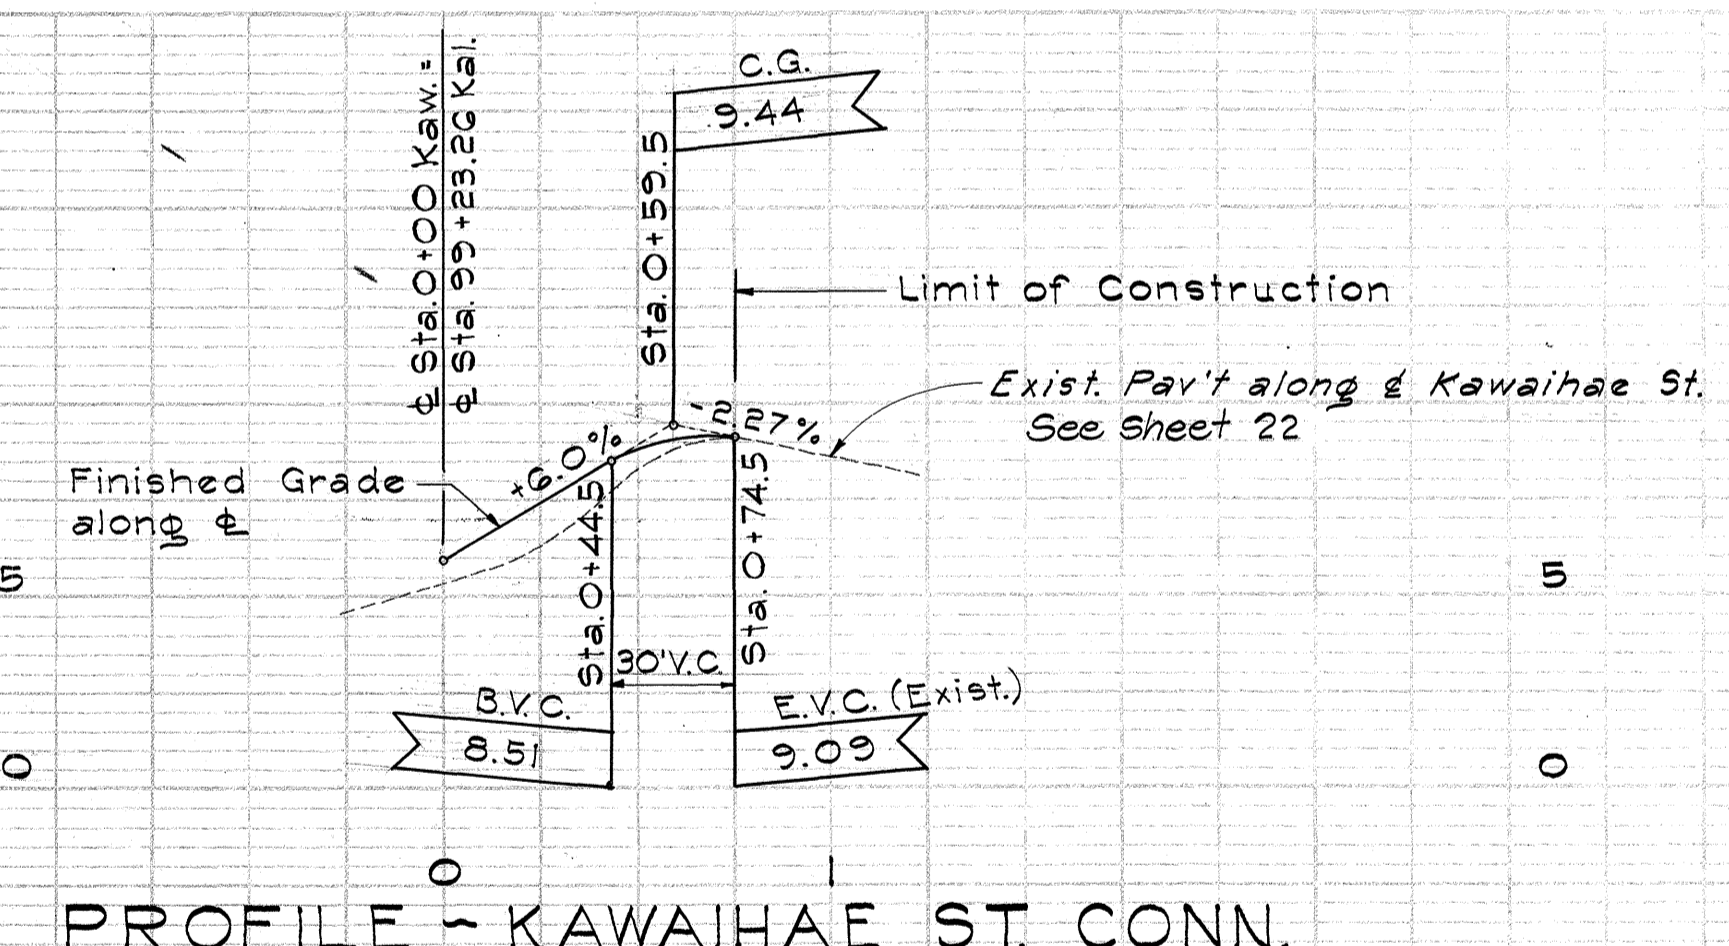 ℄ Sta. 0+00 Kaw. =
℄ Sta. 99+23.26 Kal.
C.G.
9.44
Sta. 0+59.5
Limit of Construction
Exist. Pav't along ℄ Kawaihae St.
See Sheet 22
-2.27%
+6.0%
Finished Grade
along ℄
Sta. 0+44.5
Sta. 0+74.5
5
5
30' V.C.
B.V.C.
8.51
E.V.C. (Exist.)
9.09
0
0
0
1
PROFILE ~ KAWAIHAE ST. CONN.